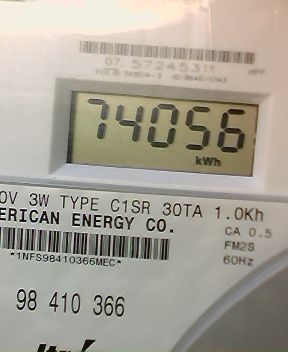 07 57245311
74056
kWh
0V 3W TYPE C1SR 30TA 1.0Kh
ERICAN ENERGY CO.
CA 0.5
FM2S
*1NFS98410366MEC*
60Hz
98 410 366